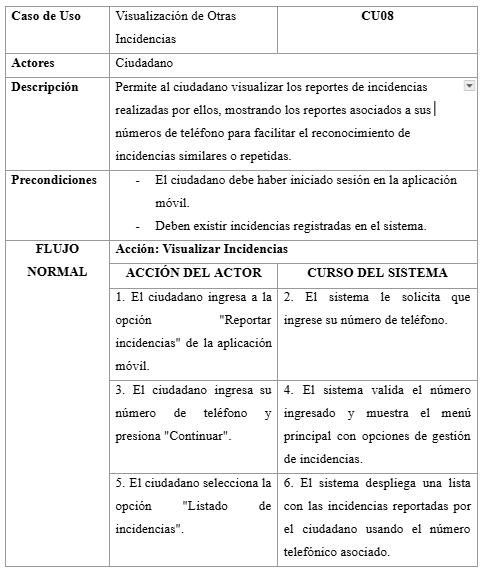 Caso de Uso
Visualización de Otras
Incidencias
CU08
Actores
Ciudadano
Descripción
Permite al ciudadano visualizar los reportes de incidencias
realizadas por ellos, mostrando los reportes asociados a sus
números de teléfono para facilitar el reconocimiento de
incidencias similares o repetidas.
Precondiciones
- El ciudadano debe haber iniciado sesión en la aplicación
móvil.
- Deben existir incidencias registradas en el sistema.
FLUJO
NORMAL
Acción: Visualizar Incidencias
ACCIÓN DEL ACTOR
CURSO DEL SISTEMA
1. El ciudadano ingresa a la
opción "Reportar
incidencias" de la aplicación
móvil.
2. El sistema le solicita que
ingrese su número de teléfono.
3. El ciudadano ingresa su
número de teléfono y
presiona "Continuar".
4. El sistema valida el número
ingresado y muestra el menú
principal con opciones de gestión
de incidencias.
5. El ciudadano selecciona la
opción "Listado de
incidencias".
6. El sistema despliega una lista
con las incidencias reportadas por
el ciudadano usando el número
telefónico asociado.